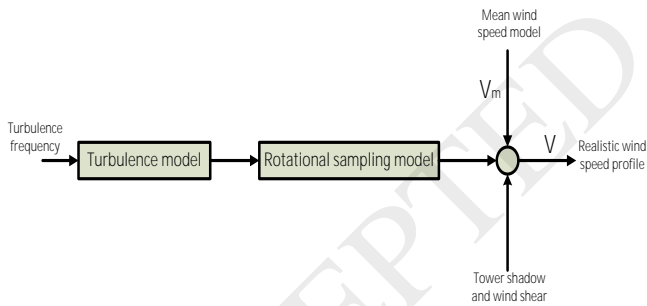 Mean wind
speed model
Vm
Turbulence
frequency
Turbulence model
Rotational sampling model
V
Realistic wind
speed profile
Tower shadow
and wind shear
EPTED